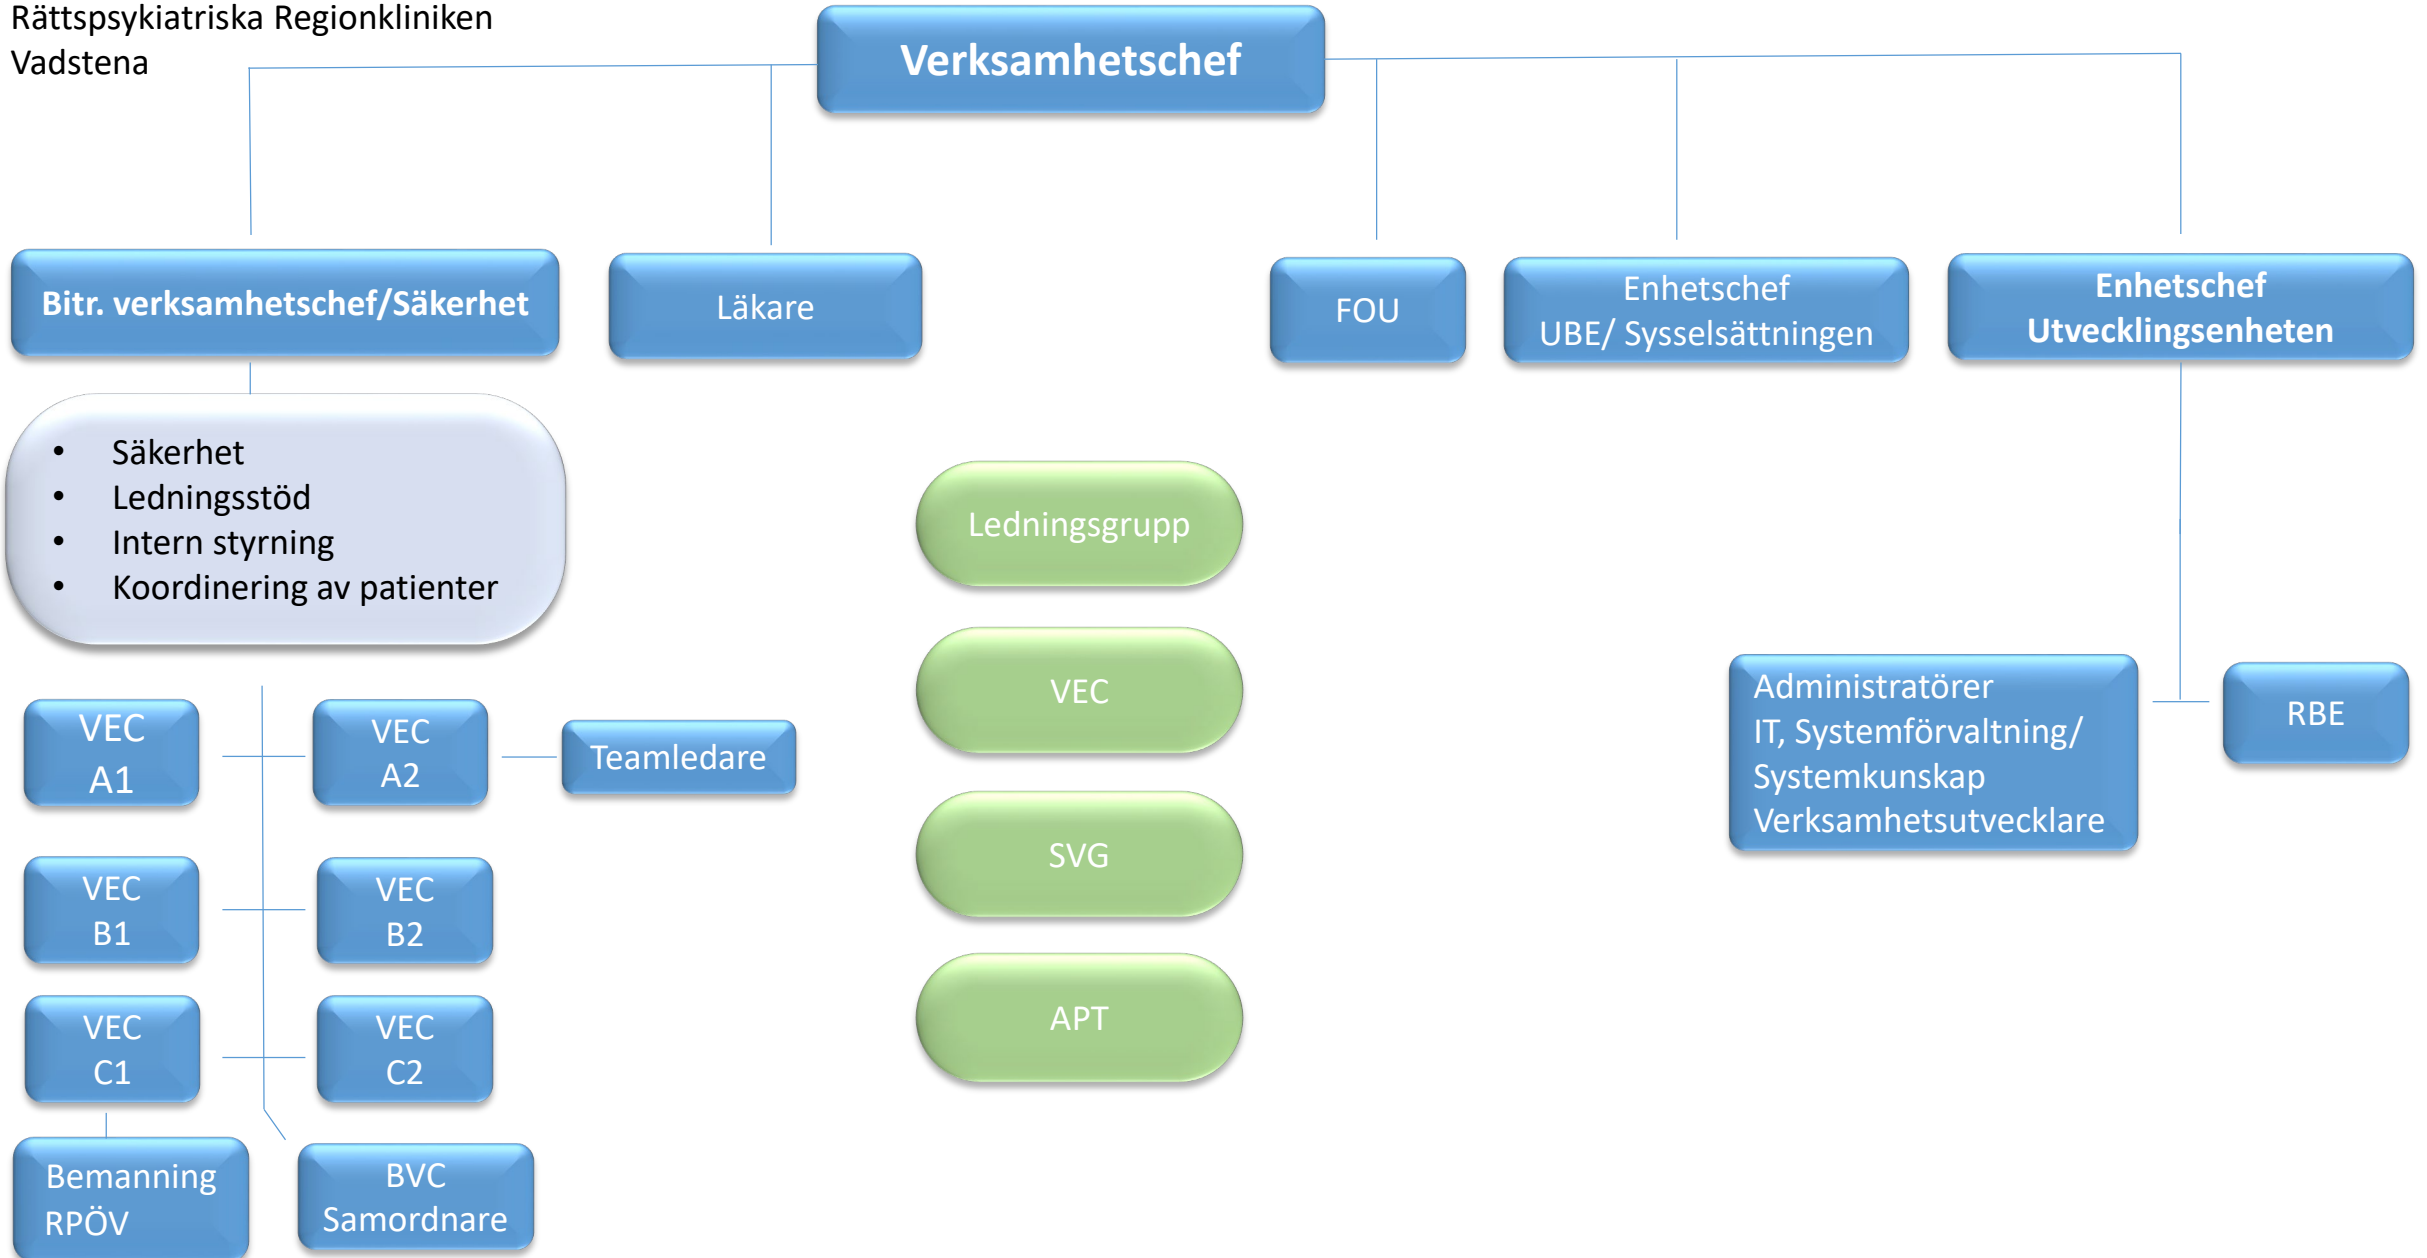 Rättspsykiatriska Regionkliniken
Vadstena
Verksamhetschef
Bitr. verksamhetschef/Säkerhet
Läkare
FOU
Enhetschef
UBE/ Sysselsättningen
Enhetschef
Utvecklingsenheten
• Säkerhet
• Ledningsstöd
• Intern styrning
• Koordinering av patienter
Ledningsgrupp
VEC
SVG
APT
Administratörer
IT, Systemförvaltning/
Systemkunskap
Verksamhetsutvecklare
RBE
VEC
A1
VEC
A2
Teamledare
VEC
B1
VEC
B2
VEC
C1
VEC
C2
Bemanning
RPÖV
BVC
Samordnare